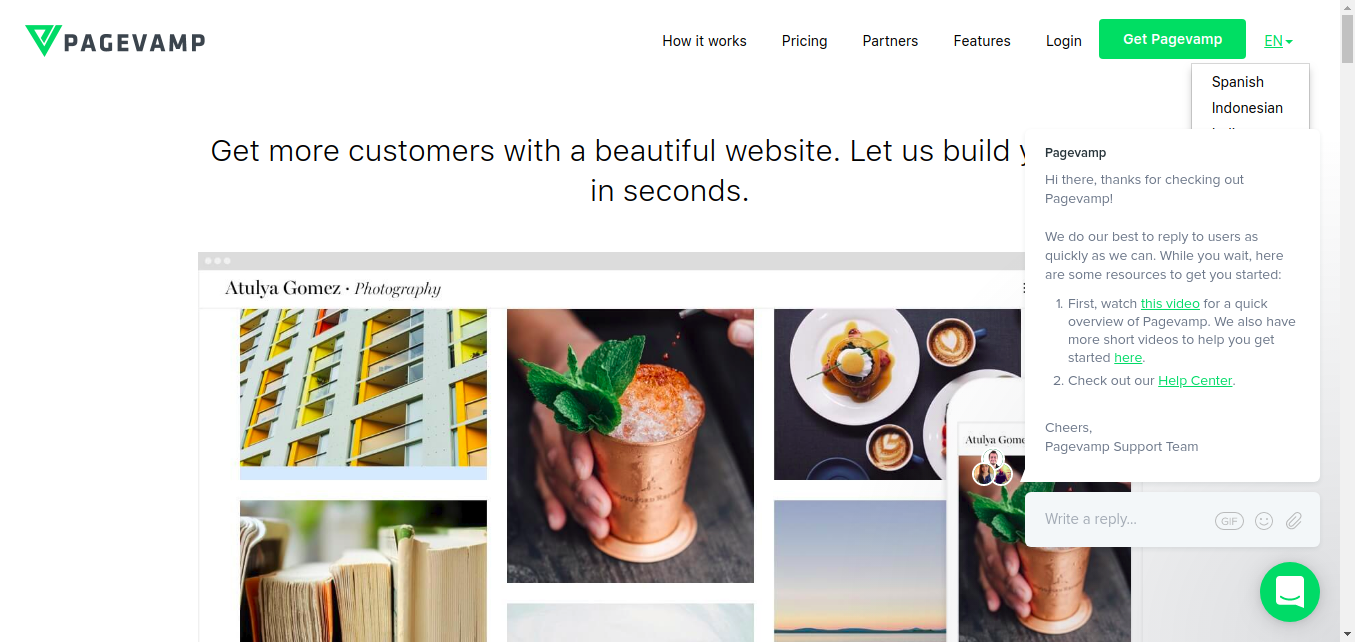 PAGEVAMP
How it works
Pricing
Partners
Features
Login
Get Pagevamp
EN
Spanish
Indonesian
Get more customers with a beautiful website. Let us build
in seconds.
Atulya Gomez · Photography
Pagevamp
Hi there, thanks for checking out
Pagevamp!
We do our best to reply to users as
quickly as we can. While you wait, here
are some resources to get you started:
1. First, watch this video for a quick
overview of Pagevamp. We also have
more short videos to help you get
started here.
2. Check out our Help Center.
Cheers,
Pagevamp Support Team
Atulya
Write a reply...
GIF